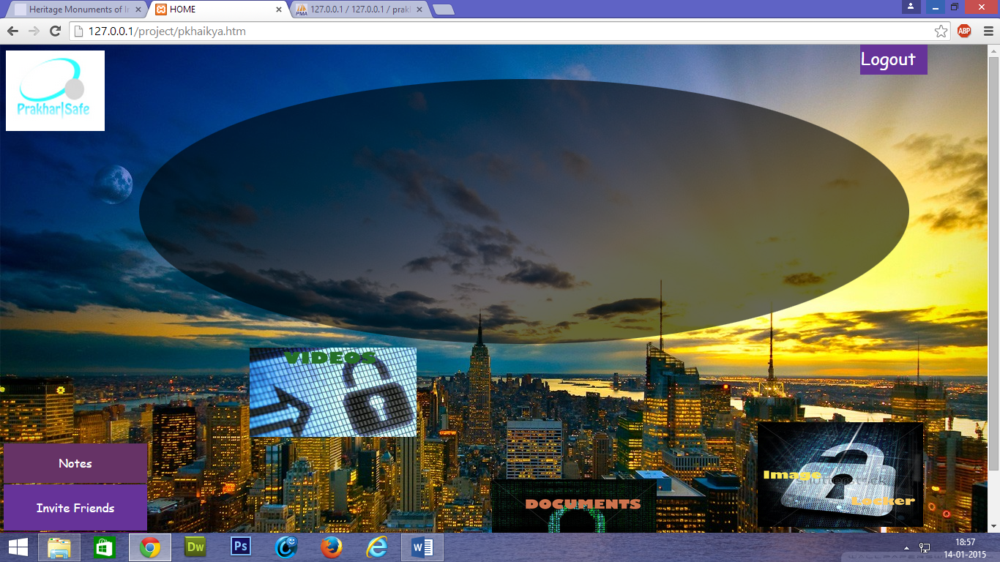 Heritage Monuments of In
HOME
127.0.0.1 / 127.0.0.1 / prak
PMA
127.0.0.1/project/pkhaikya.htm
ABP
Logout
Prakhar|Safe
VIDEOS
Notes
Image
shutterstock
Locker
DOCUMENTS
Invite Friends
Dw
Ps
W
18:57
14-01-2015